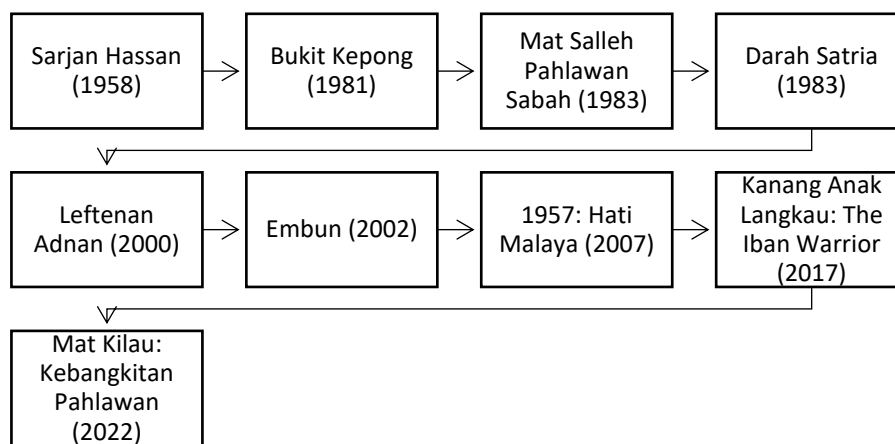 Sarjan Hassan
(1958)
Bukit Kepong
(1981)
Mat Salleh
Pahlawan
Sabah (1983)
Darah Satria
(1983)
Leftenan
Adnan (2000)
Embun (2002)
1957: Hati
Malaya (2007)
Kanang Anak
Langkau: The
Iban Warrior
(2017)
Mat Kilau:
Kebangkitan
Pahlawan
(2022)